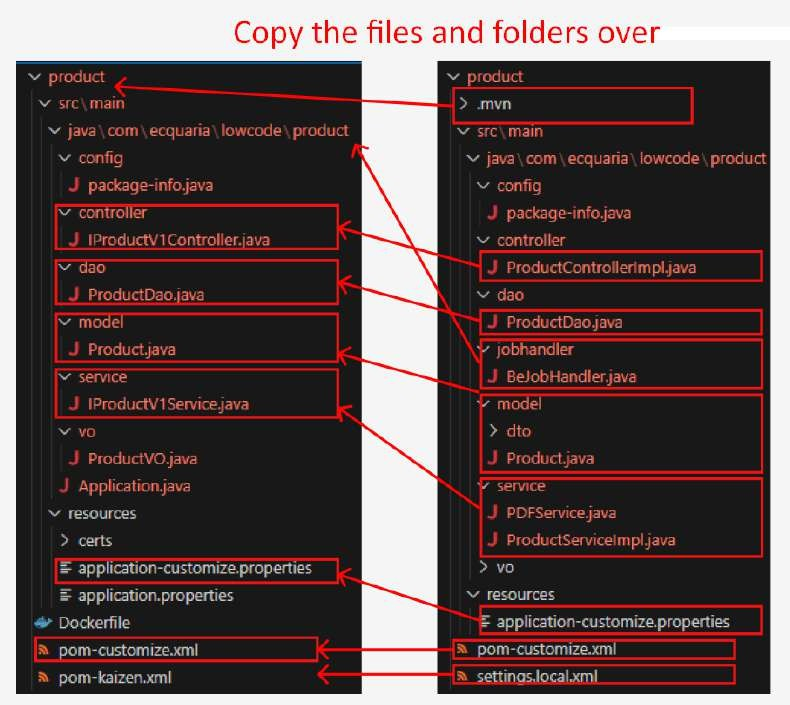 Copy the files and folders over
product
src\main
java\com\ecquaria\lowcode\product
config
package-info.java
controller
IProductV1Controller.java
dao
ProductDao.java
model
Product.java
service
IProductV1Service.java
vo
ProductVO.java
Application.java
resources
certs
application-customize.properties
application.properties
Dockerfile
pom-customize.xml
pom-kaizen.xml
product
.mvn
src\main
java\com\ecquaria\lowcode\product
config
package-info.java
controller
ProductControllerImpl.java
dao
ProductDao.java
jobhandler
BeJobHandler.java
model
dto
Product.java
service
PDFService.java
ProductServiceImpl.java
vo
resources
application-customize.properties
pom-customize.xml
settings.local.xml